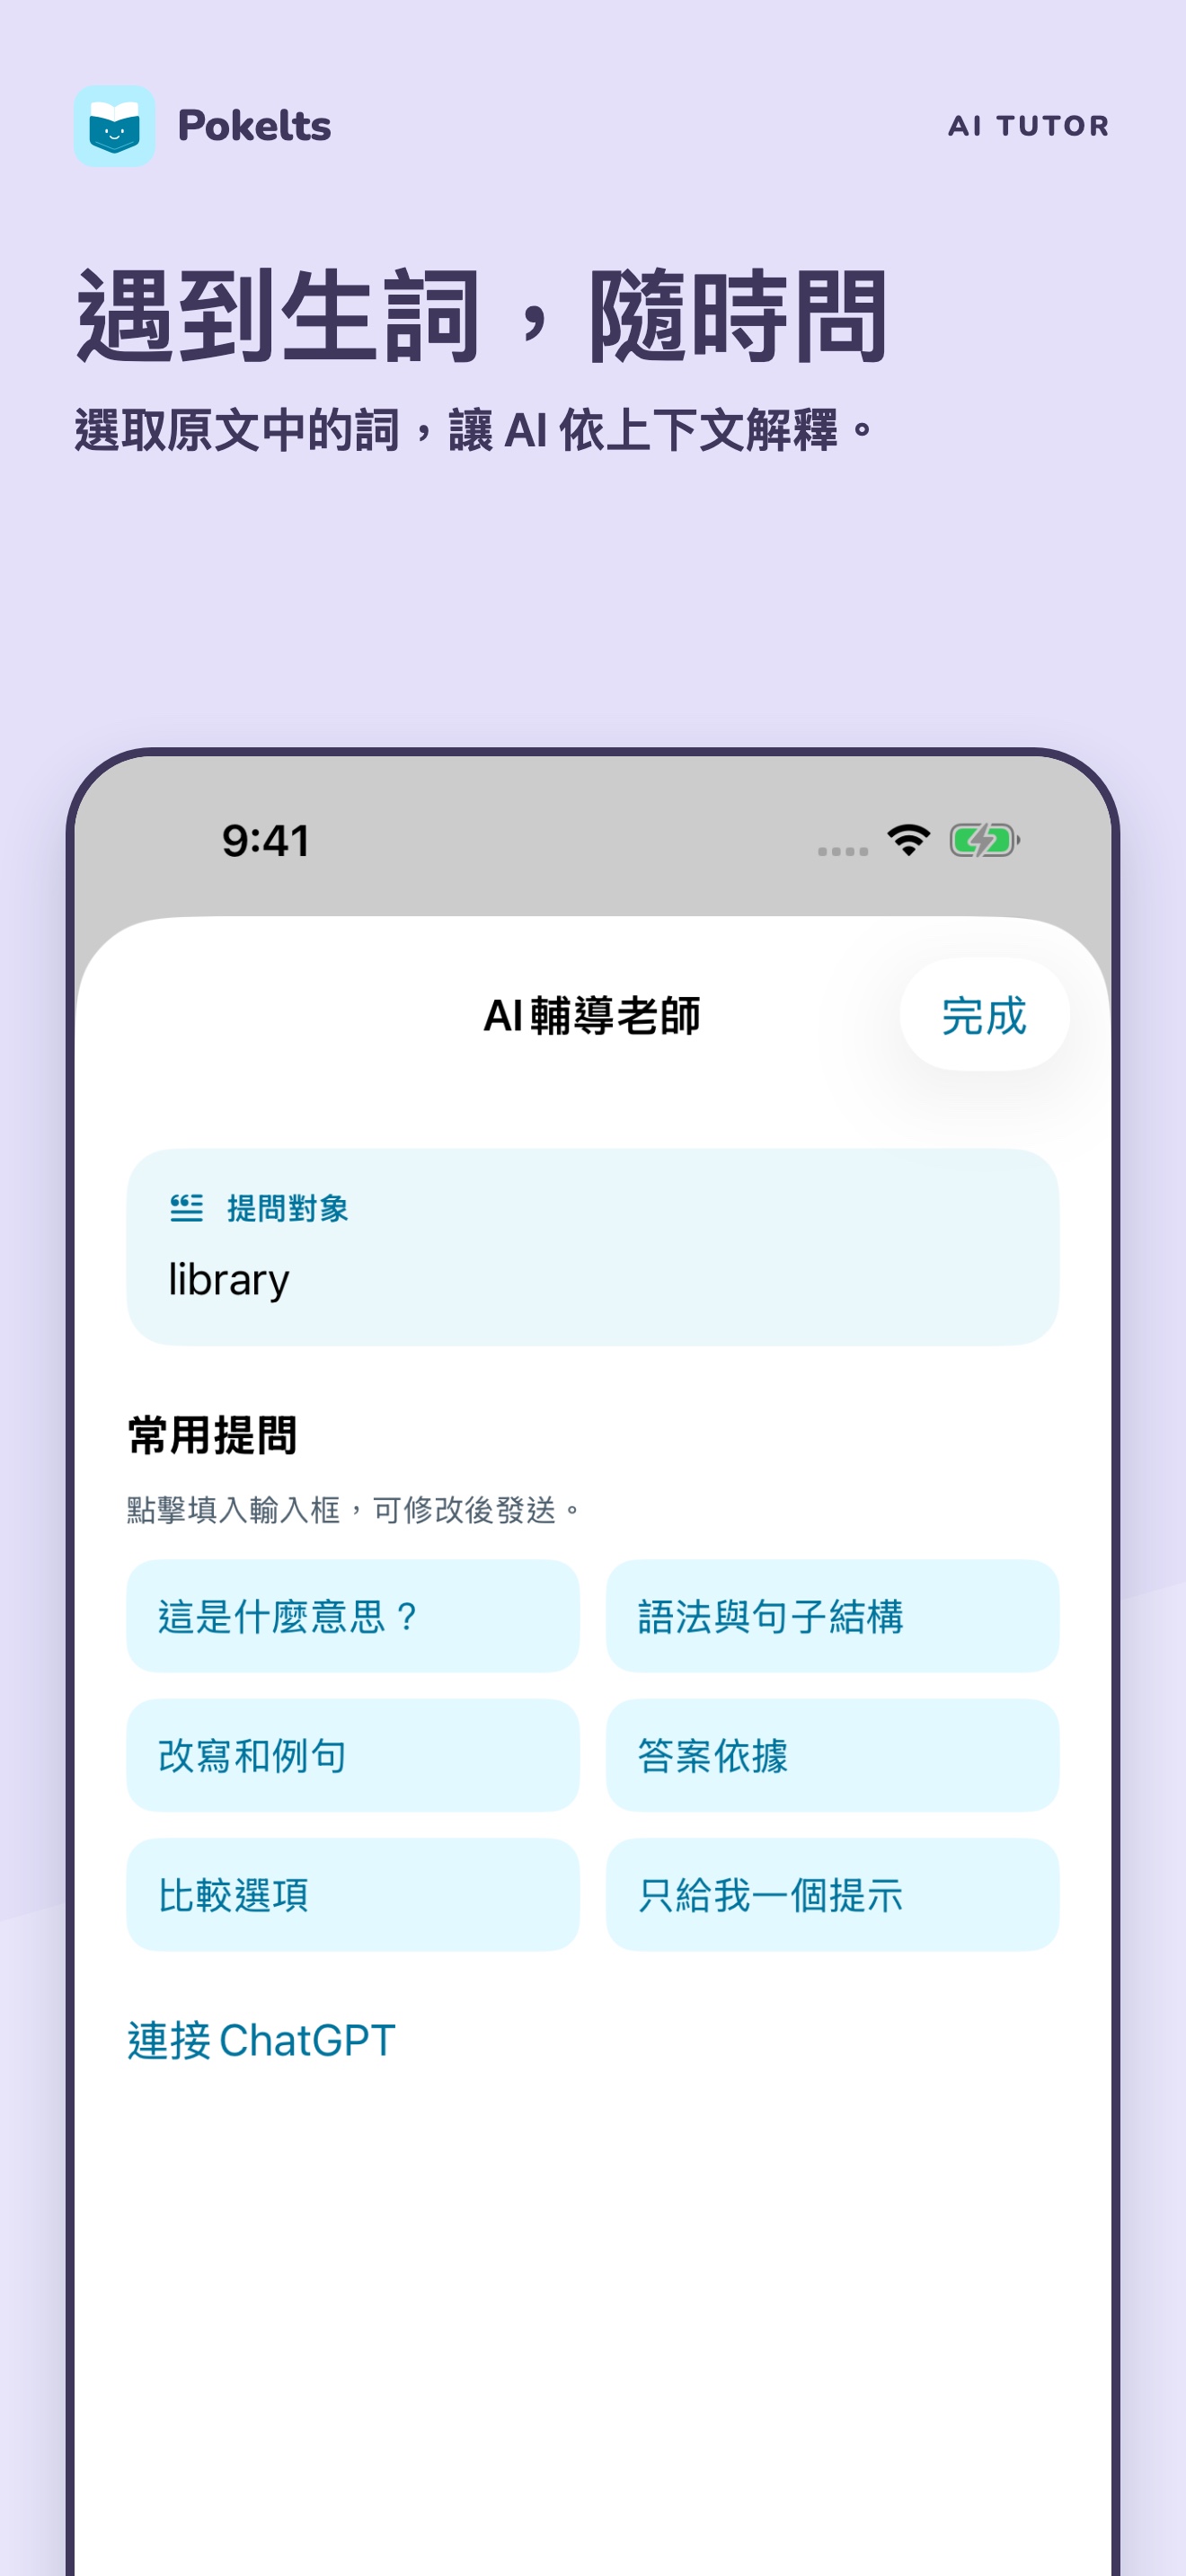 Pokelts
AI TUTOR
遇到生詞，隨時問
選取原文中的詞，讓 AI 依上下文解釋。
9:41
AI 輔導老師
完成
提問對象
library
常用提問
點擊填入輸入框，可修改後發送。
這是什麼意思？
語法與句子結構
改寫和例句
答案依據
比較選項
只給我一個提示
連接 ChatGPT